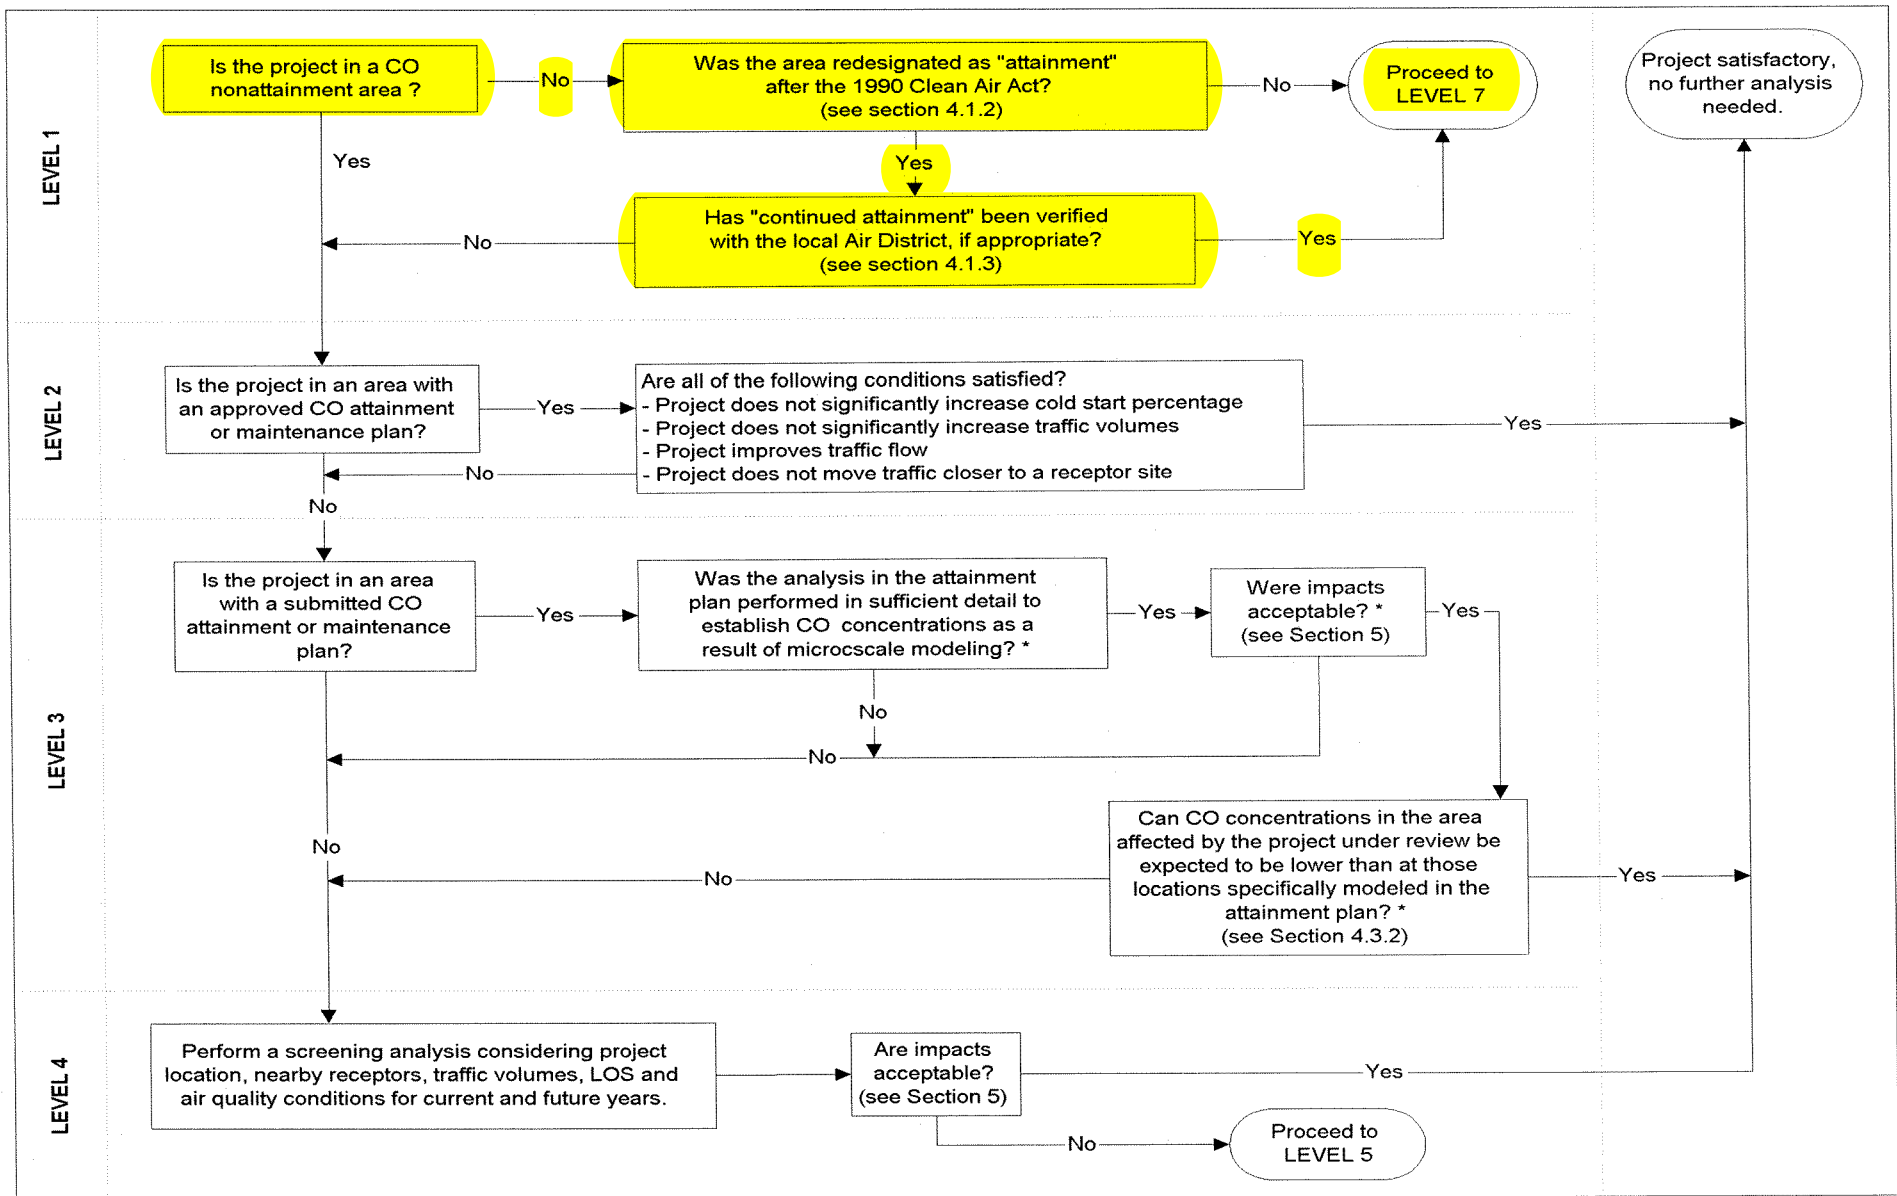 LEVEL 1
Is the project in a CO
nonattainment area ?
No
Was the area redesignated as "attainment"
after the 1990 Clean Air Act?
(see section 4.1.2)
No
Proceed to
LEVEL 7
Project satisfactory,
no further analysis
needed.
Yes
Yes
Has "continued attainment" been verified
with the local Air District, if appropriate?
(see section 4.1.3)
No
Yes
LEVEL 2
Is the project in an area with
an approved CO attainment
or maintenance plan?
Yes
Are all of the following conditions satisfied?
- Project does not significantly increase cold start percentage
- Project does not significantly increase traffic volumes
- Project improves traffic flow
- Project does not move traffic closer to a receptor site
Yes
No
No
LEVEL 3
Is the project in an area
with a submitted CO
attainment or maintenance
plan?
Yes
Was the analysis in the attainment
plan performed in sufficient detail to
establish CO concentrations as a
result of microcscale modeling? *
Yes
Were impacts
acceptable? *
(see Section 5)
Yes
No
No
No
Can CO concentrations in the area
affected by the project under review be
expected to be lower than at those
locations specifically modeled in the
attainment plan? *
(see Section 4.3.2)
No
Yes
LEVEL 4
Perform a screening analysis considering project
location, nearby receptors, traffic volumes, LOS and
air quality conditions for current and future years.
Are impacts
acceptable?
(see Section 5)
Yes
No
Proceed to
LEVEL 5